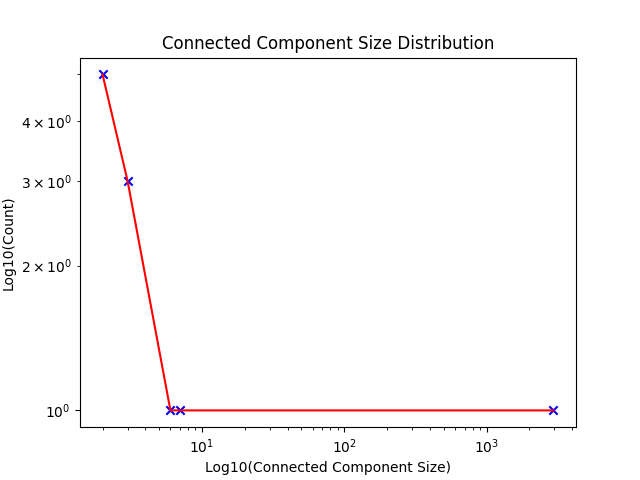 Connected Component Size Distribution
Log10(Count)
4 × 10⁰
3 × 10⁰
2 × 10⁰
10⁰
10¹
10²
10³
Log10(Connected Component Size)